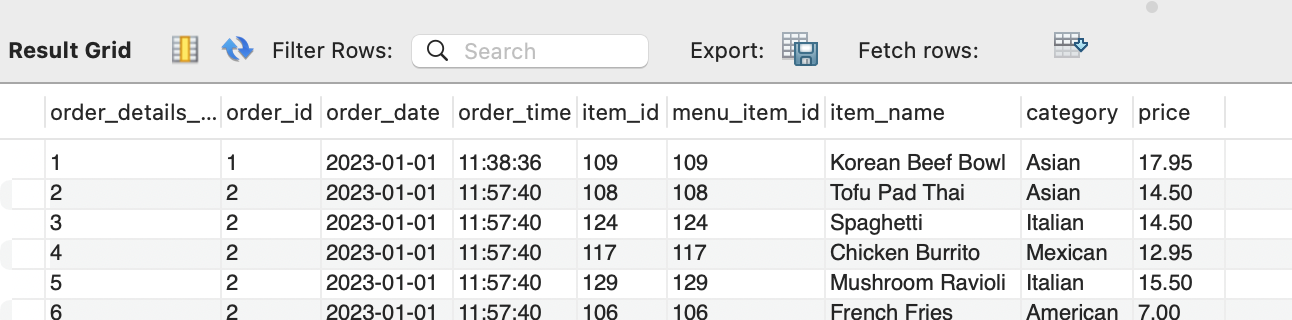 Result Grid Filter Rows: Search Export: Fetch rows:
order_details_... order_id order_date order_time item_id menu_item_id item_name category price
1 1 2023-01-01 11:38:36 109 109 Korean Beef Bowl Asian 17.95
2 2 2023-01-01 11:57:40 108 108 Tofu Pad Thai Asian 14.50
3 2 2023-01-01 11:57:40 124 124 Spaghetti Italian 14.50
4 2 2023-01-01 11:57:40 117 117 Chicken Burrito Mexican 12.95
5 2 2023-01-01 11:57:40 129 129 Mushroom Ravioli Italian 15.50
6 2 2023-01-01 11:57:40 106 106 French Fries American 7.00